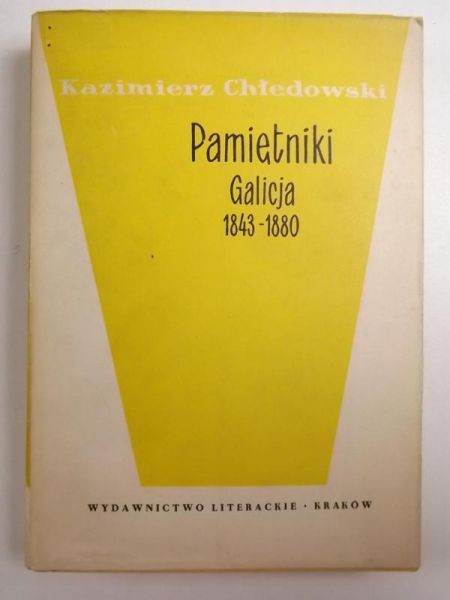 Kazimierz Chłedowski
Pamiętniki
Galicja
1843-1880
WYDAWNICTWO LITERACKIE • KRAKÓW